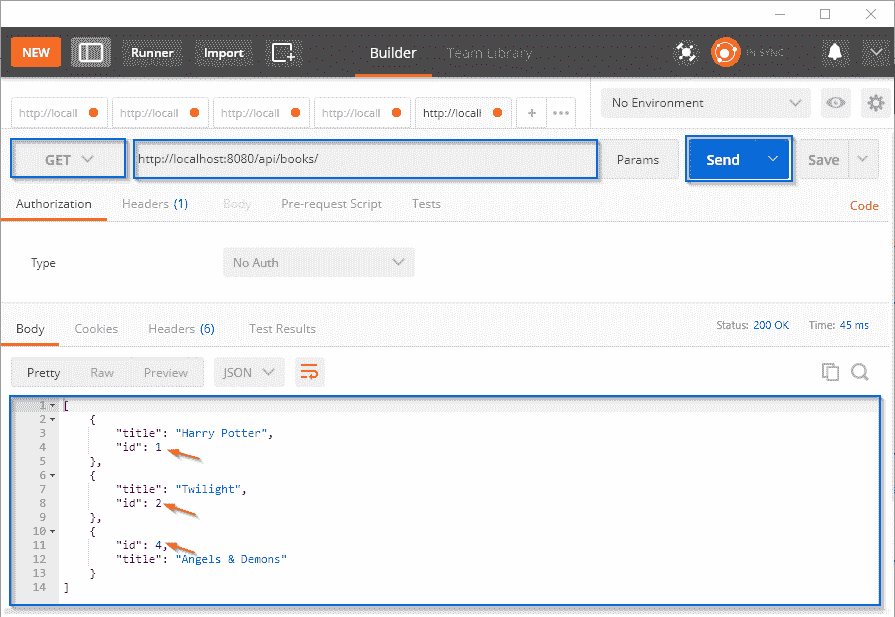 NEW Runner Import Builder Team Library IN SYNC
http://locall http://locall http://locall http://locall http://locall + ••• No Environment
GET http://localhost:8080/api/books/ Params Send Save
Authorization Headers (1) Body Pre-request Script Tests Code
Type No Auth
Body Cookies Headers (6) Test Results Status: 200 OK Time: 45 ms
Pretty Raw Preview JSON
1 [
2 {
3 "title": "Harry Potter",
4 "id": 1
5 },
6 {
7 "title": "Twilight",
8 "id": 2
9 },
10 {
11 "id": 4,
12 "title": "Angels & Demons"
13 }
14 ]